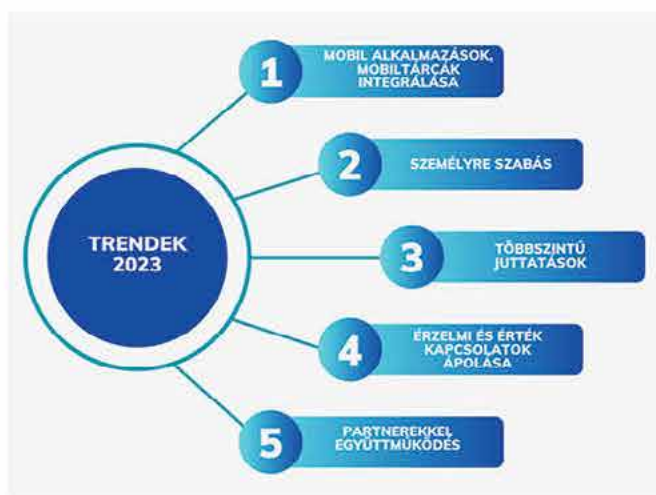 TRENDEK
2023
1
MOBIL ALKALMAZÁSOK,
MOBILTÁRCÁK
INTEGRÁLÁSA
2
SZEMÉLYRE SZABÁS
3
TÖBBSZINTŰ
JUTTATÁSOK
4
ÉRZELMI ÉS ÉRTÉK
KAPCSOLATOK
ÁPOLÁSA
5
PARTNEREKKEL
EGYÜTTMŰKÖDÉS